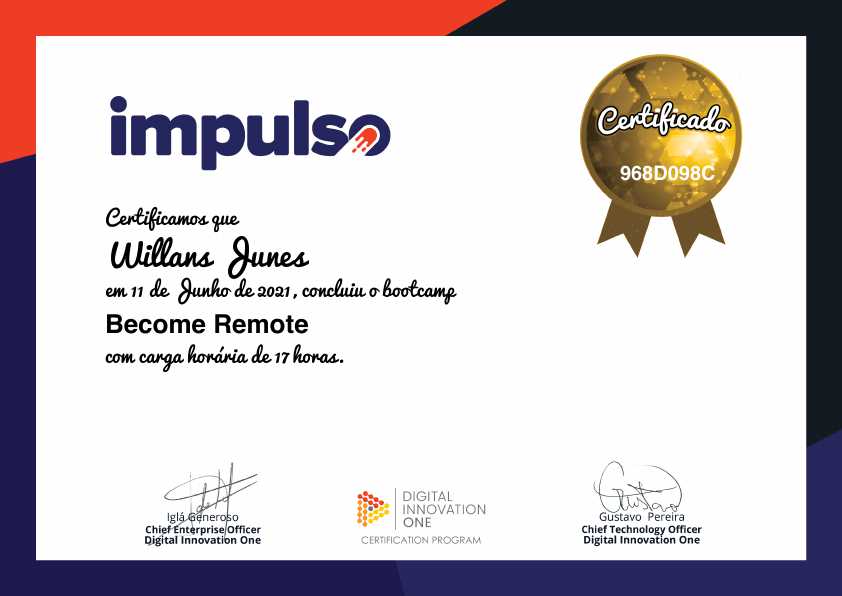 impulso
Certificado
968D098C
Certificamos que
Willans Junes
em 11 de Junho de 2021, concluiu o bootcamp
Become Remote
com carga horária de 17 horas.
Iglá Generoso
Chief Enterprise Officer
Digital Innovation One
DIGITAL
INNOVATION
ONE
CERTIFICATION PROGRAM
Gustavo Pereira
Chief Technology Officer
Digital Innovation One